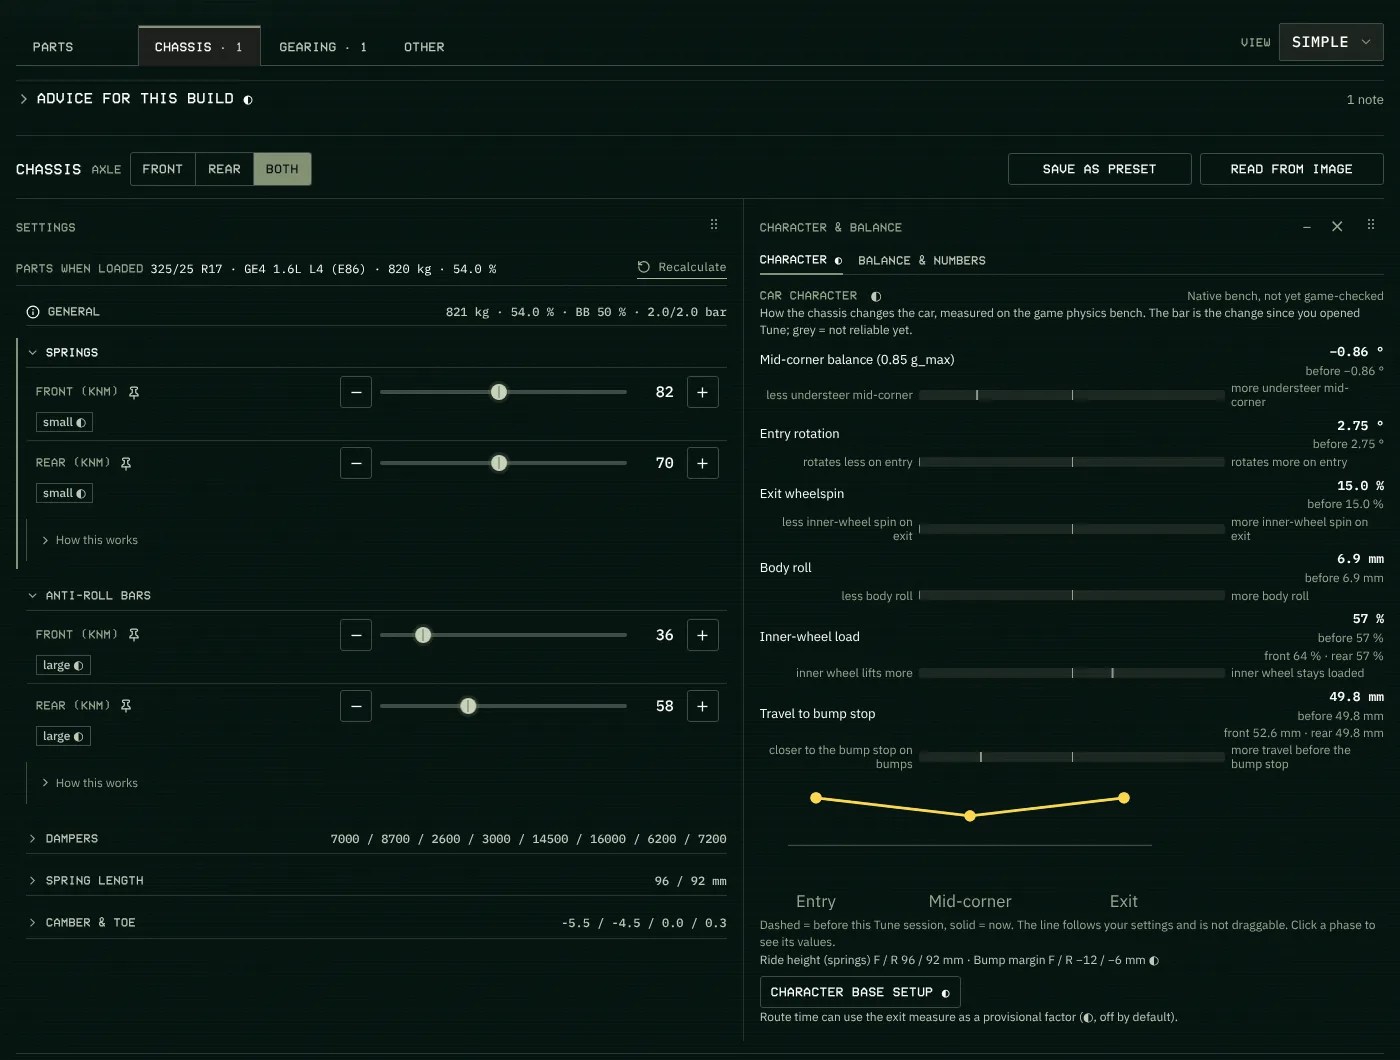 PARTS
CHASSIS · 1
GEARING · 1
OTHER
VIEW
SIMPLE
ADVICE FOR THIS BUILD
1 note
CHASSIS
AXLE
FRONT
REAR
BOTH
SAVE AS PRESET
READ FROM IMAGE
SETTINGS
PARTS WHEN LOADED 325/25 R17 · GE4 1.6L L4 (E86) · 820 kg · 54.0 %
Recalculate
GENERAL
821 kg · 54.0 % · BB 50 % · 2.0/2.0 bar
SPRINGS
FRONT (KNM)
− 82 +
small
REAR (KNM)
− 70 +
small
How this works
ANTI-ROLL BARS
FRONT (KNM)
− 36 +
large
REAR (KNM)
− 58 +
large
How this works
DAMPERS
7000 / 8700 / 2600 / 3000 / 14500 / 16000 / 6200 / 7200
SPRING LENGTH
96 / 92 mm
CAMBER & TOE
-5.5 / -4.5 / 0.0 / 0.3
CHARACTER & BALANCE
CHARACTER
BALANCE & NUMBERS
CAR CHARACTER
Native bench, not yet game-checked
How the chassis changes the car, measured on the game physics bench. The bar is the change since you opened
Tune; grey = not reliable yet.
Mid-corner balance (0.85 g_max)
−0.86 °
before −0.86 °
less understeer mid-corner
more understeer mid-
corner
Entry rotation
2.75 °
before 2.75 °
rotates less on entry
rotates more on entry
Exit wheelspin
15.0 %
before 15.0 %
less inner-wheel spin on
exit
more inner-wheel spin on
exit
Body roll
6.9 mm
before 6.9 mm
less body roll
more body roll
Inner-wheel load
57 %
before 57 %
front 64 % · rear 57 %
inner wheel lifts more
inner wheel stays loaded
Travel to bump stop
49.8 mm
before 49.8 mm
front 52.6 mm · rear 49.8 mm
closer to the bump stop on
bumps
more travel before the
bump stop
Entry
Mid-corner
Exit
Dashed = before this Tune session, solid = now. The line follows your settings and is not draggable. Click a phase to
see its values.
Ride height (springs) F / R 96 / 92 mm · Bump margin F / R −12 / −6 mm
CHARACTER BASE SETUP
Route time can use the exit measure as a provisional factor (◐, off by default).